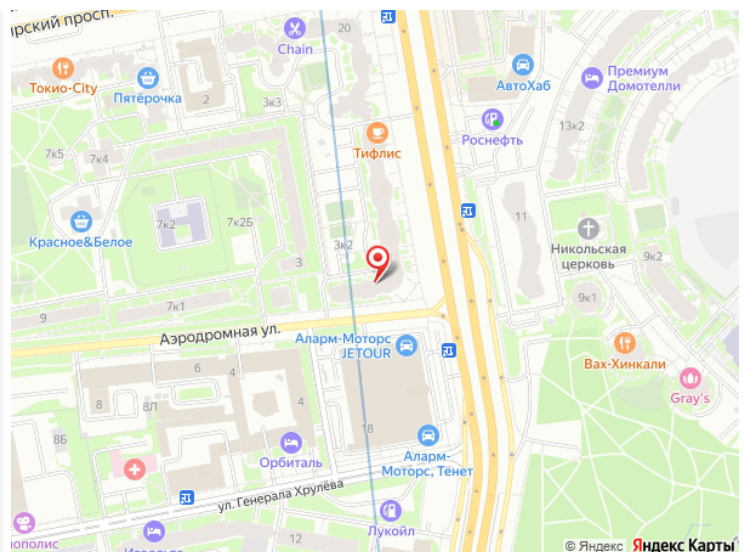 ирский просп.
20
Chain
Токио-City
Пятёрочка
2
3к3
АвтоХаб
Премиум
Домотелли
Роснефть
13к2
Тифлис
7к5
7к4
7к2
7к2Б
Красное&Белое
3к2
3
11
Никольская
церковь
9к2
9к1
7к1
9
Аэродромная ул.
Аларм-Моторс
JETOUR
Вах-Хинкали
Gray's
6
4
8
8Л
4
8Б
18
Орбиталь
Аларм-
Моторс, Тенет
ул. Генерала Хрулёва
Лукойл
нополис
12
© Яндекс Яндекс Карты